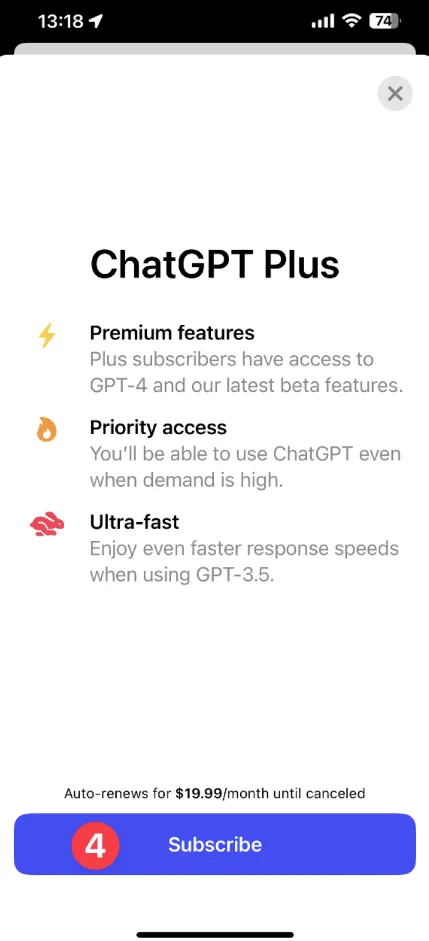 13:18
74
ChatGPT Plus
Premium features
Plus subscribers have access to
GPT-4 and our latest beta features.
Priority access
You’ll be able to use ChatGPT even
when demand is high.
Ultra-fast
Enjoy even faster response speeds
when using GPT-3.5.
Auto-renews for $19.99/month until canceled
4 Subscribe